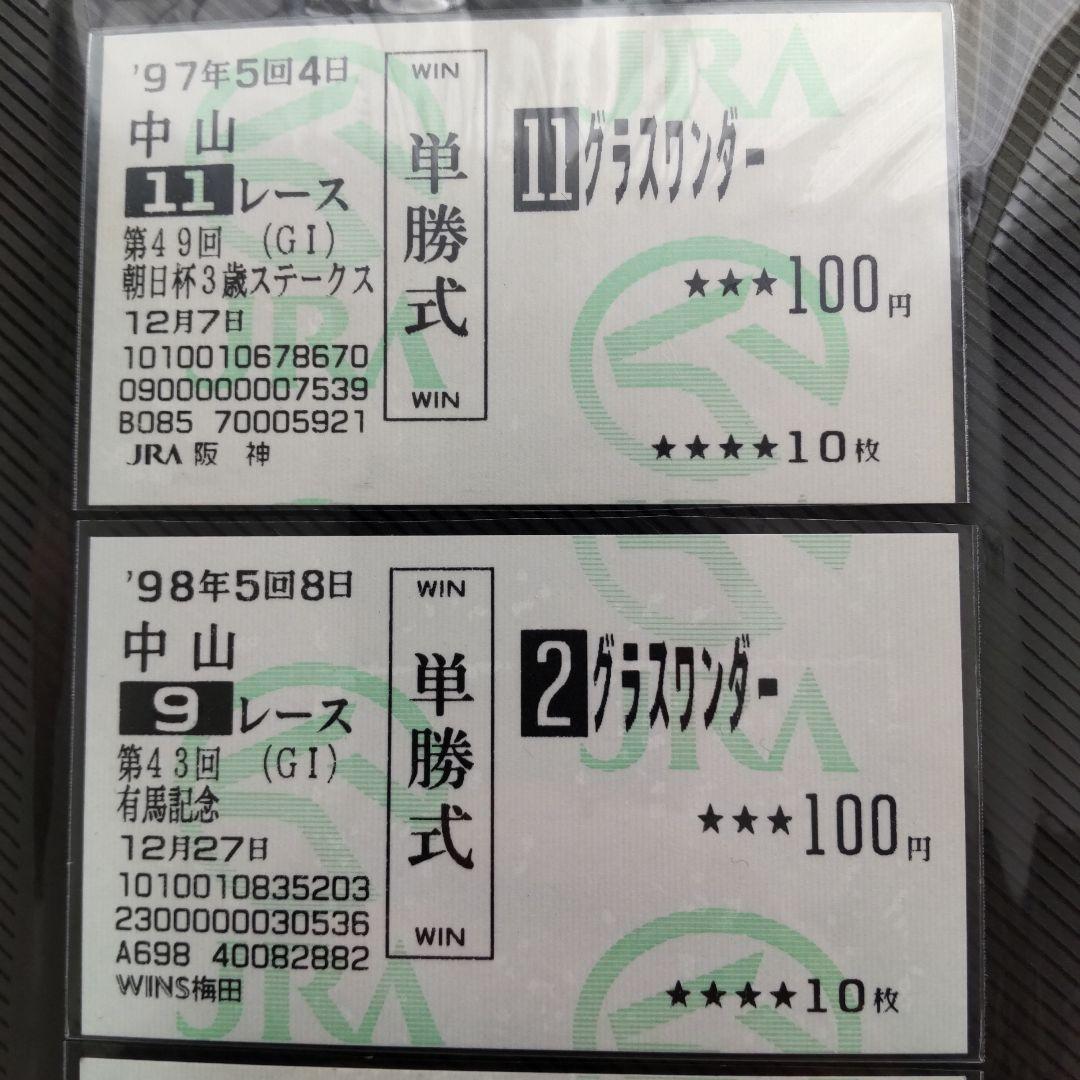 '97年5回4日
中山
11レース
第49回 (GI)
朝日杯3歳ステークス
12月7日
1010010678670
0900000007539
B085 70005921
JRA 阪神
WIN
単勝式
WIN
11グラスワンダー
★★★100円
★★★★10枚
JRA
JRA
'98年5回8日
中山
9レース
第43回 (GI)
有馬記念
12月27日
1010010835203
2300000030536
A698 40082882
WINS梅田
WIN
単勝式
WIN
2グラスワンダー
★★★100円
★★★★10枚
JRA
JRA